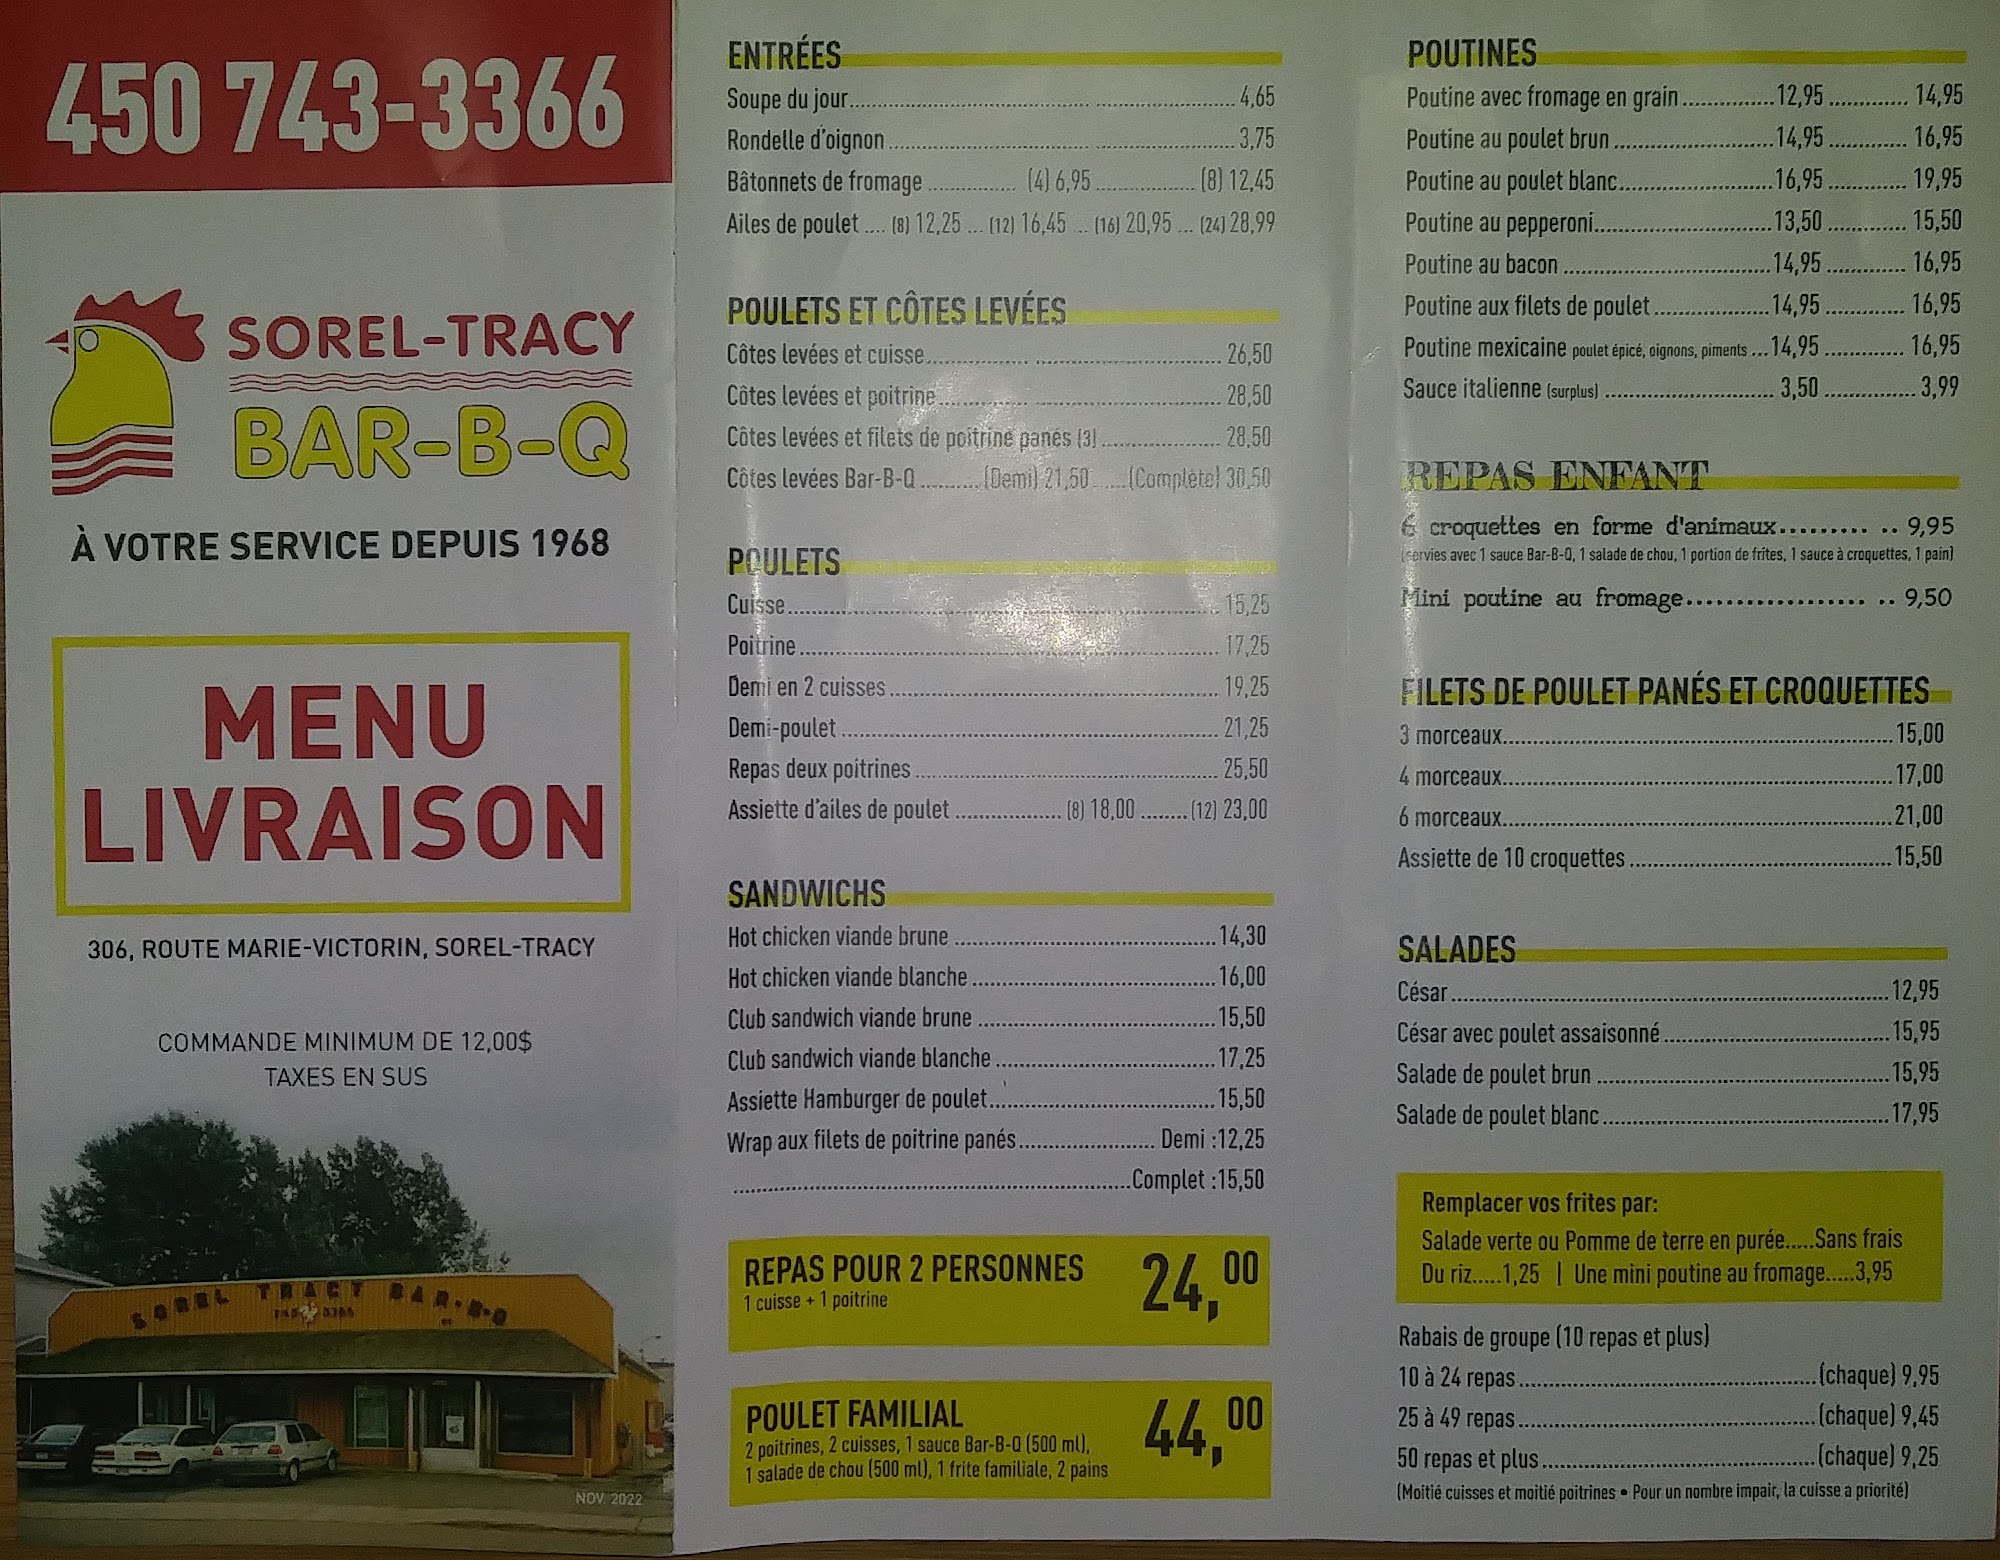 450 743-3366
SOREL-TRACY
BAR-B-Q
À VOTRE SERVICE DEPUIS 1968
MENU
LIVRAISON
306, ROUTE MARIE-VICTORIN, SOREL-TRACY
COMMANDE MINIMUM DE 12,00$
TAXES EN SUS
SOREL TRACY BAR-B-Q
NOV. 2022
ENTRÉES
Soupe du jour 4,65
Rondelle d'oignon 3,75
Bâtonnets de fromage (4) 6,95 (8) 12,45
Ailes de poulet (8) 12,25 (12) 16,45 (16) 20,95 (24) 28,99
POULETS ET CÔTES LEVÉES
Côtes levées et cuisse 26,50
Côtes levées et poitrine 28,50
Côtes levées et filets de poitrine panés (3) 28,50
Côtes levées Bar-B-Q (Demi) 21,50 (Complète) 30,50
POULETS
Cuisse 15,25
Poitrine 17,25
Demi en 2 cuisses 19,25
Demi-poulet 21,25
Repas deux poitrines 25,50
Assiette d'ailes de poulet (8) 18,00 (12) 23,00
SANDWICHS
Hot chicken viande brune 14,30
Hot chicken viande blanche 16,00
Club sandwich viande brune 15,50
Club sandwich viande blanche 17,25
Assiette Hamburger de poulet 15,50
Wrap aux filets de poitrine panés Demi :12,25
Complet :15,50
REPAS POUR 2 PERSONNES 24,00
1 cuisse + 1 poitrine
POULET FAMILIAL 44,00
2 poitrines, 2 cuisses, 1 sauce Bar-B-Q (500 ml),
1 salade de chou (500 ml), 1 frite familiale, 2 pains
POUTINES
Poutine avec fromage en grain 12,95 14,95
Poutine au poulet brun 14,95 16,95
Poutine au poulet blanc 16,95 19,95
Poutine au pepperoni 13,50 15,50
Poutine au bacon 14,95 16,95
Poutine aux filets de poulet 14,95 16,95
Poutine mexicaine poulet épicé, oignons, piments 14,95 16,95
Sauce italienne (surplus) 3,50 3,99
REPAS ENFANT
6 croquettes en forme d'animaux 9,95
(servies avec 1 sauce Bar-B-Q, 1 salade de chou, 1 portion de frites, 1 sauce à croquettes, 1 pain)
Mini poutine au fromage 9,50
FILETS DE POULET PANÉS ET CROQUETTES
3 morceaux 15,00
4 morceaux 17,00
6 morceaux 21,00
Assiette de 10 croquettes 15,50
SALADES
César 12,95
César avec poulet assaisonné 15,95
Salade de poulet brun 15,95
Salade de poulet blanc 17,95
Remplacer vos frites par:
Salade verte ou Pomme de terre en purée.....Sans frais
Du riz.....1,25 | Une mini poutine au fromage.....3,95
Rabais de groupe (10 repas et plus)
10 à 24 repas (chaque) 9,95
25 à 49 repas (chaque) 9,45
50 repas et plus (chaque) 9,25
(Moitié cuisses et moitié poitrines • Pour un nombre impair, la cuisse a priorité)